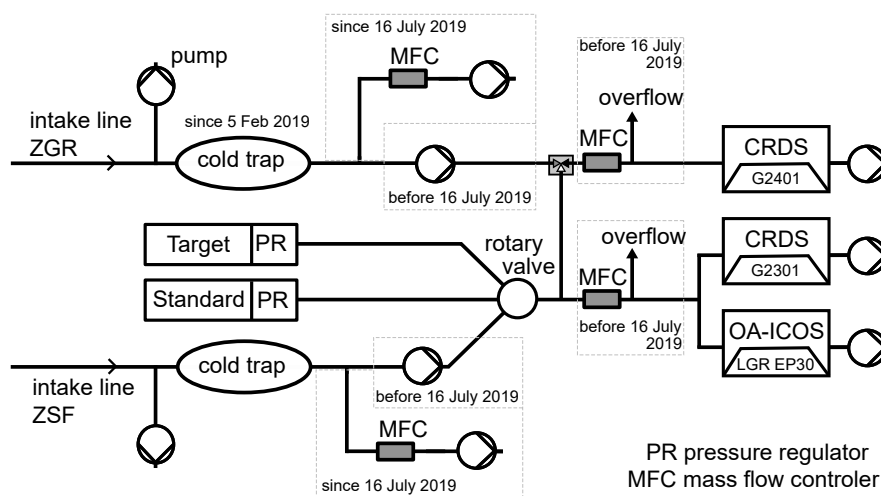 since 16 July 2019
MFC
pump
before 16 July
2019
overflow
intake line
ZGR
since 5 Feb 2019
cold trap
MFC
CRDS
G2401
before 16 July 2019
Target PR
rotary
valve
overflow
CRDS
G2301
Standard PR
MFC
before 16 July
2019
OA-ICOS
LGR EP30
cold trap
intake line
ZSF
before 16 July 2019
MFC
since 16 July 2019
PR pressure regulator
MFC mass flow controler